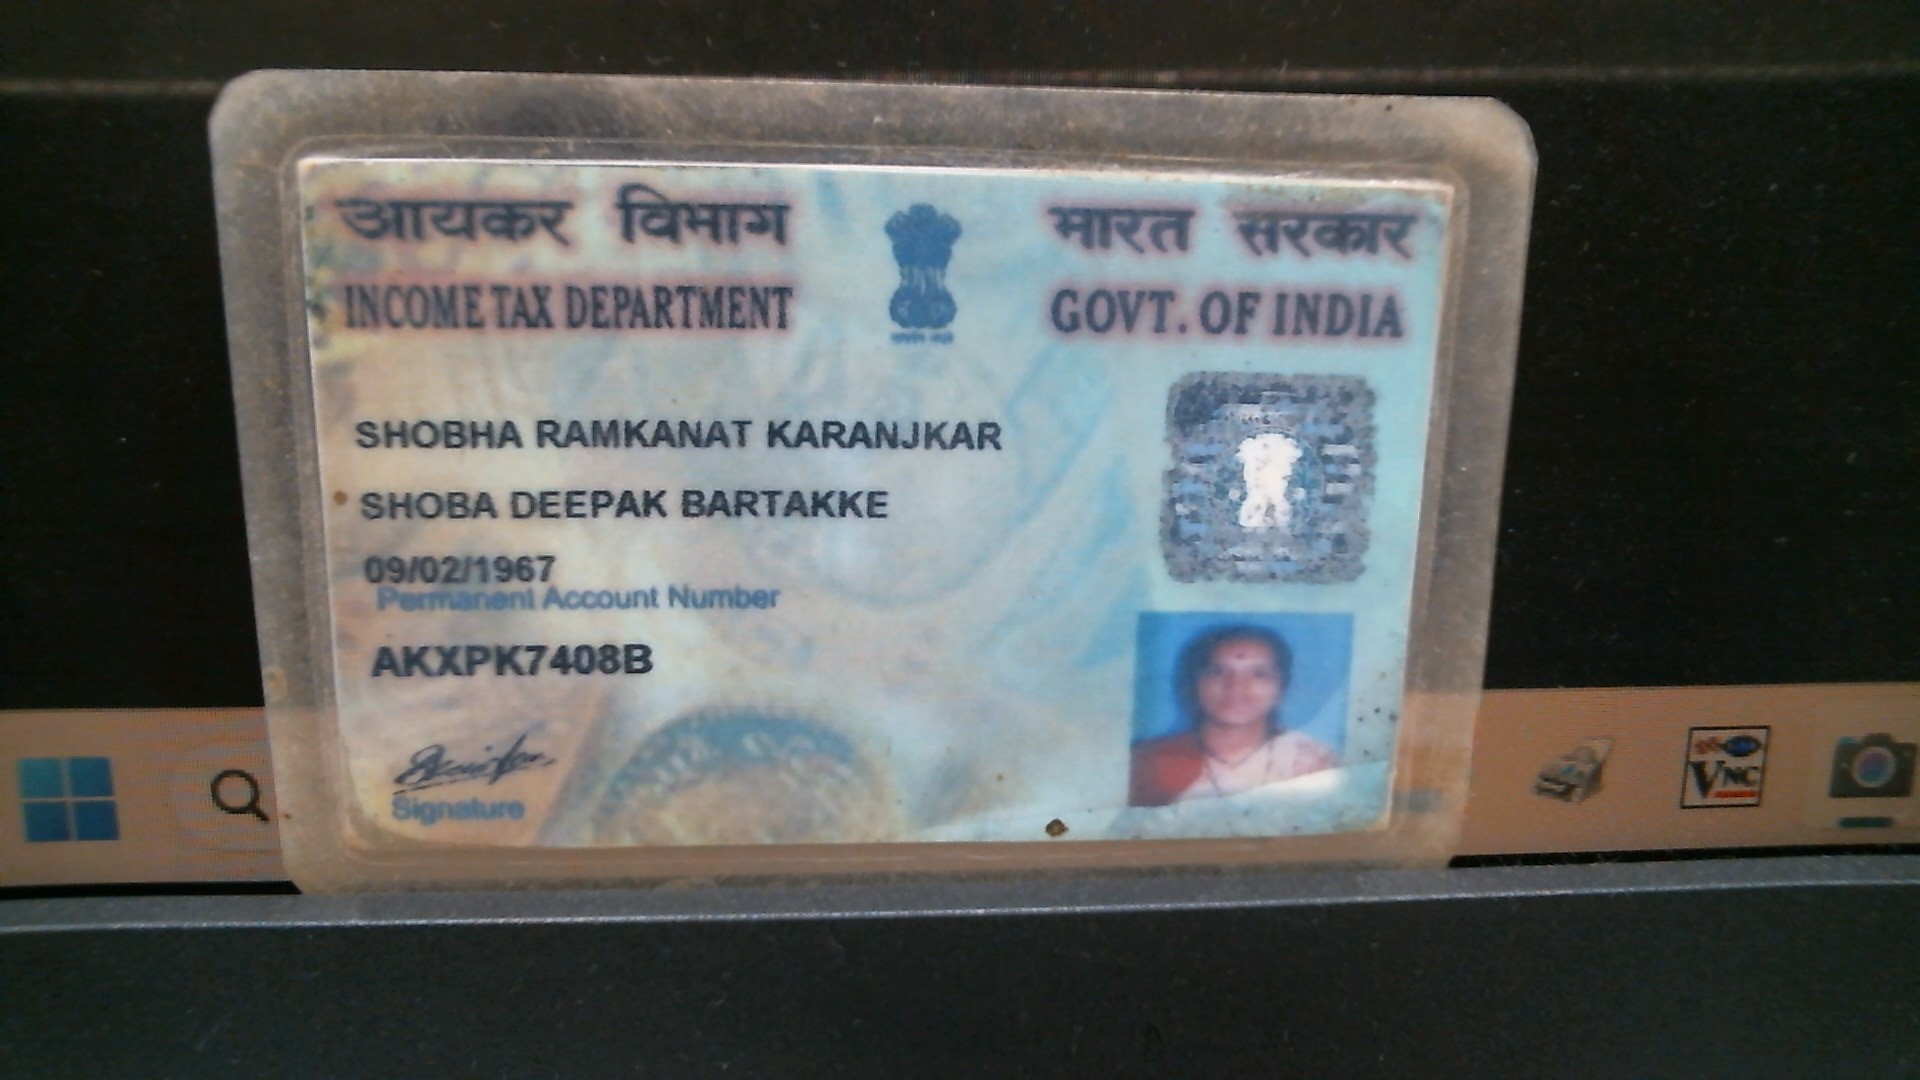 आयकर विभाग
भारत सरकार
INCOME TAX DEPARTMENT
GOVT. OF INDIA
SHOBHA RAMKANAT KARANJKAR
SHOBA DEEPAK BARTAKKE
09/02/1967
Permanent Account Number
AKXPK7408B
Signature
VNC